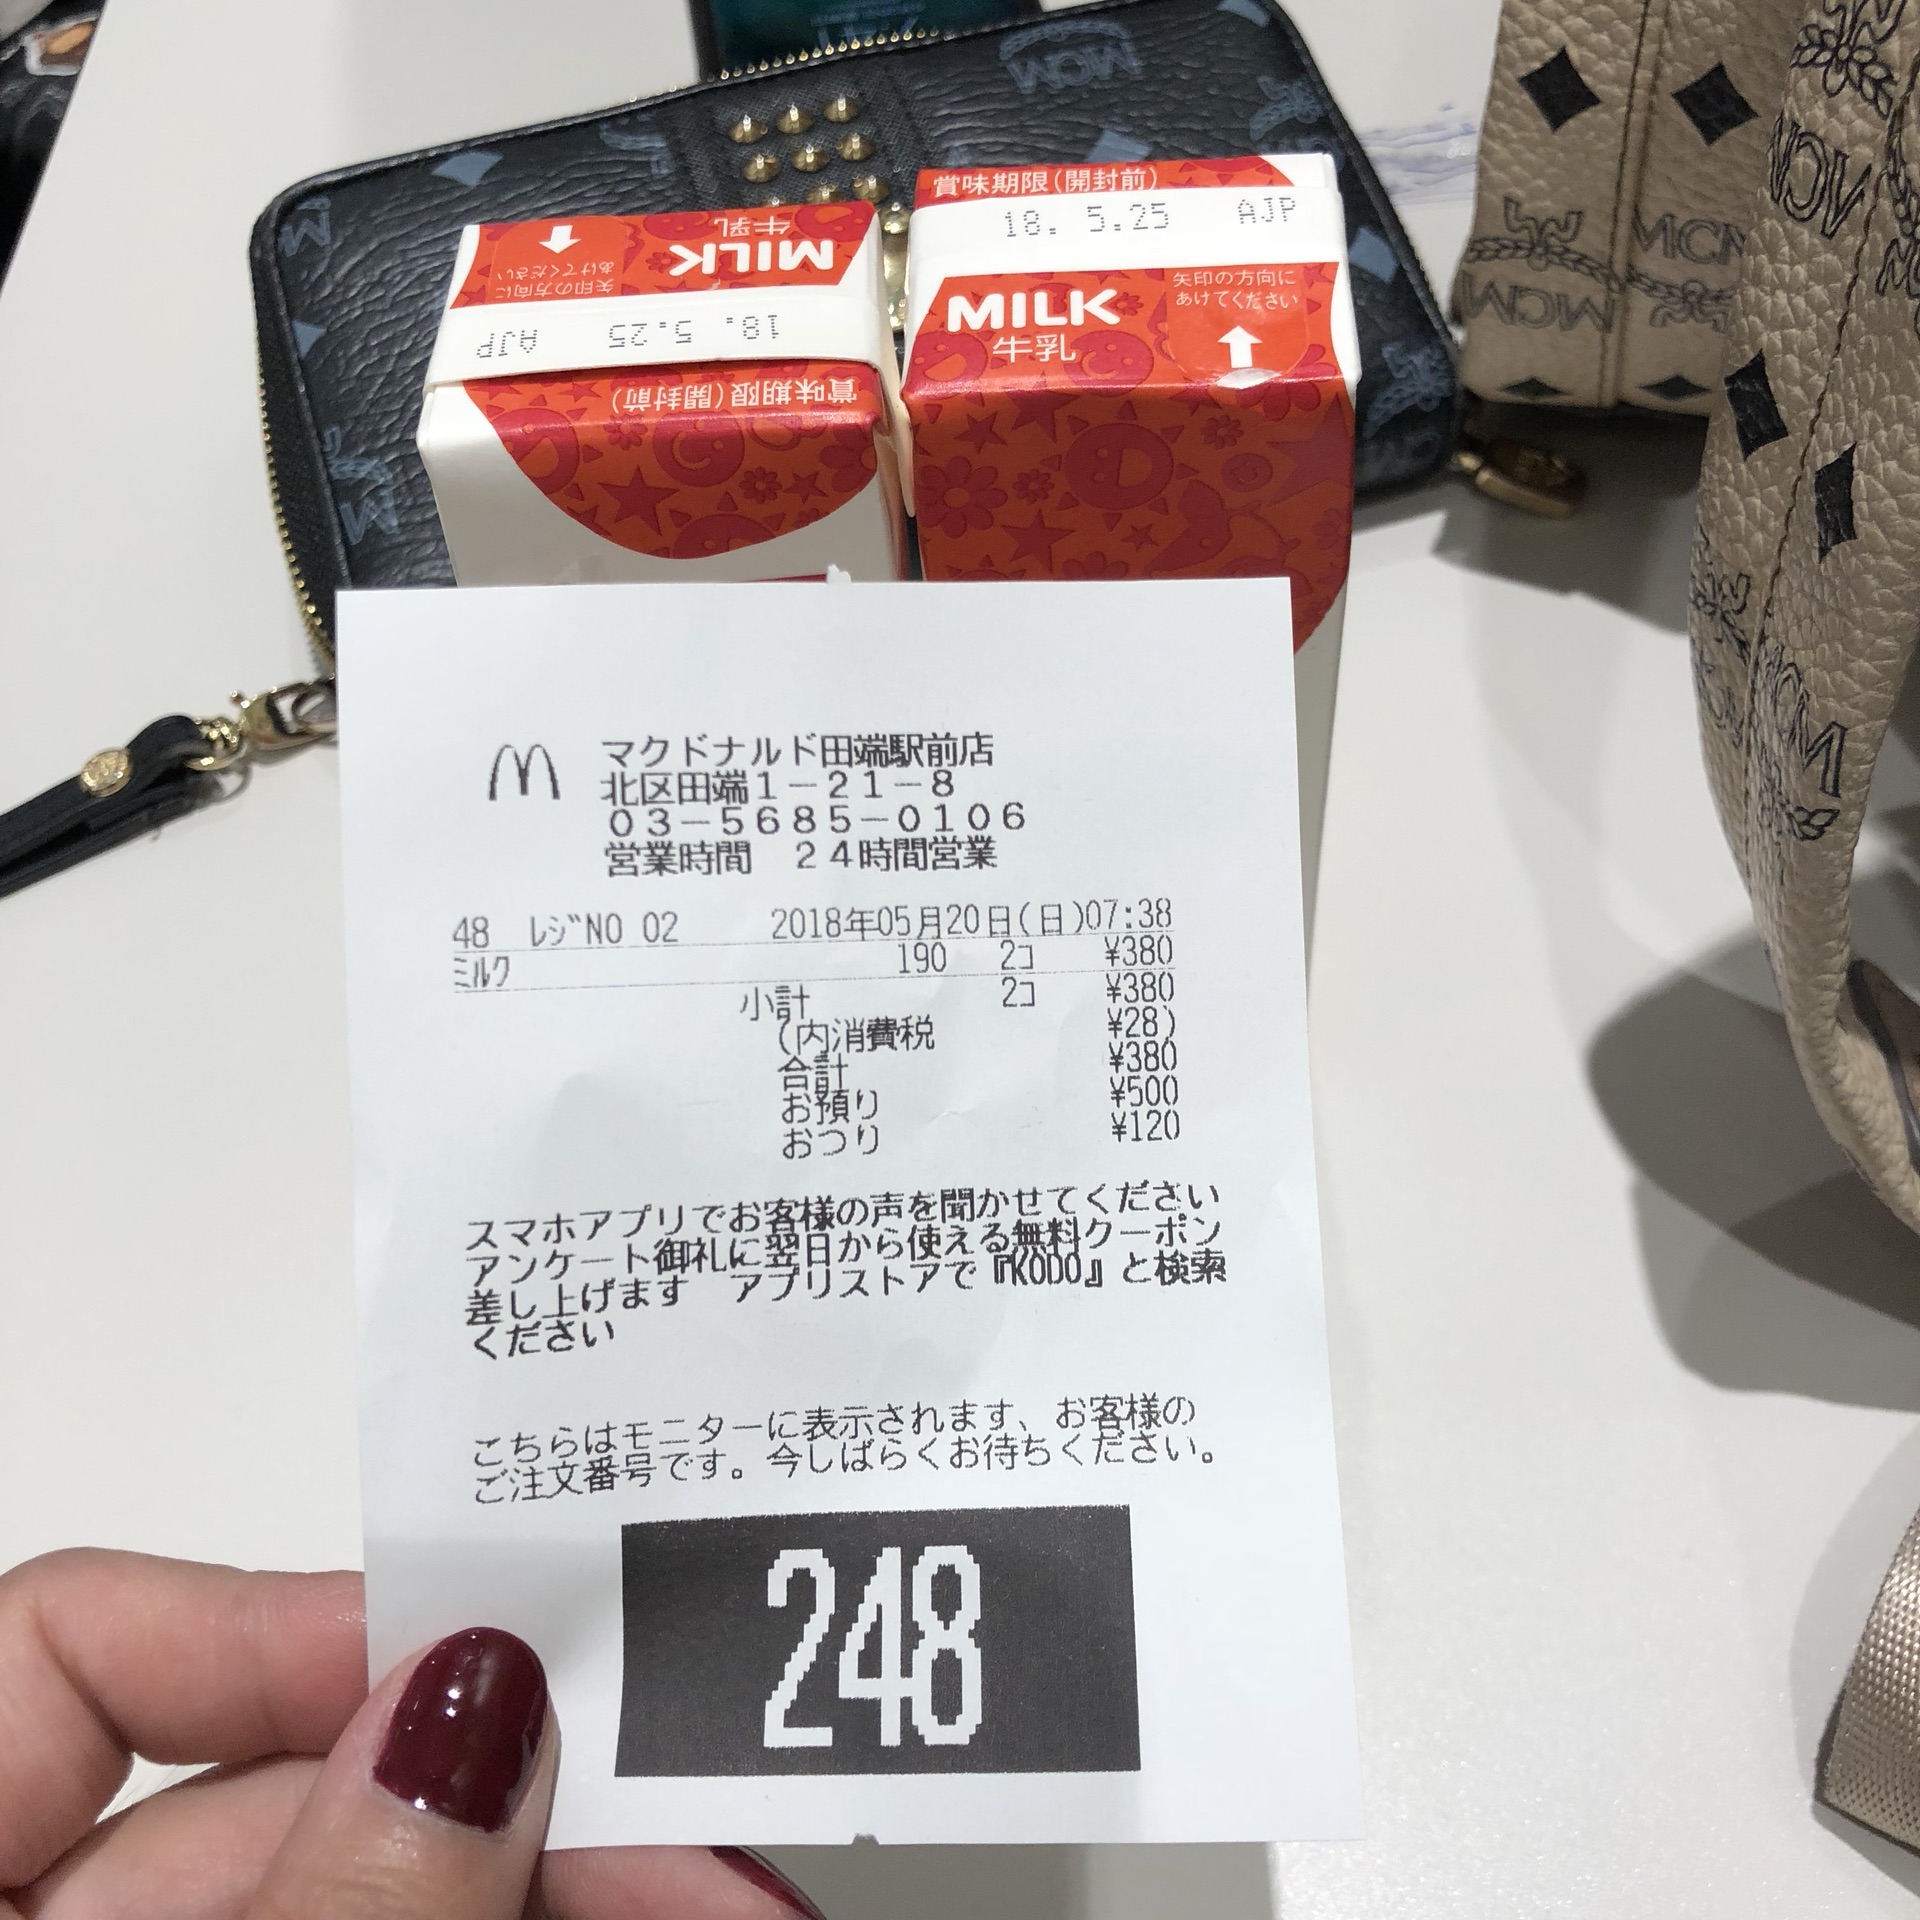 MCM
賞味期限(開封前)
18. 5.25 AJP
MILK
牛乳
矢印の方向に
あけてください
MILK
牛乳
矢印の方向に
あけてください
18. 5.25 AJP
賞味期限(開封前)
マクドナルド田端駅前店
北区田端1-21-8
03-5685-0106
営業時間 24時間営業
48 ﾚｼﾞNO 02 2018年05月20日(日)07:38
ﾐﾙｸ 190 2コ ¥380
小計 2コ ¥380
(内消費税 ¥28)
合計 ¥380
お預り ¥500
おつり ¥120
スマホアプリでお客様の声を聞かせてください
アンケート御礼に翌日から使える無料クーポン
差し上げます アプリストアで『KODO』と検索
ください
こちらはモニターに表示されます、お客様の
ご注文番号です。今しばらくお待ちください。
248
MCM
MCM
MCM
MCM
MCM